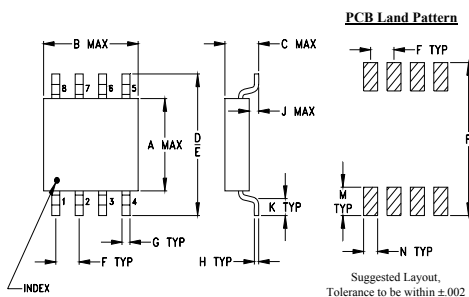 PCB Land Pattern
B MAX
C MAX
F TYP
8 7 6 5
J MAX
A MAX
D
E
P
1 2 3 4
K TYP
M
TYP
G TYP
F TYP
H TYP
N TYP
INDEX
Suggested Layout,
Tolerance to be within ±.002